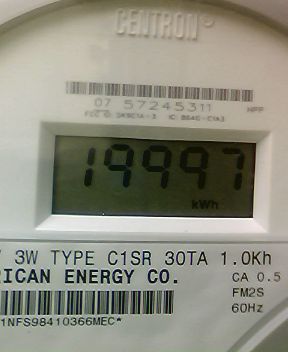 CENTRON®
07 57245311
19997
kWh
3W TYPE C1SR 30TA 1.0Kh
RICAN ENERGY CO.
CA 0.5
FM2S
60Hz
1NFS98410366MEC*